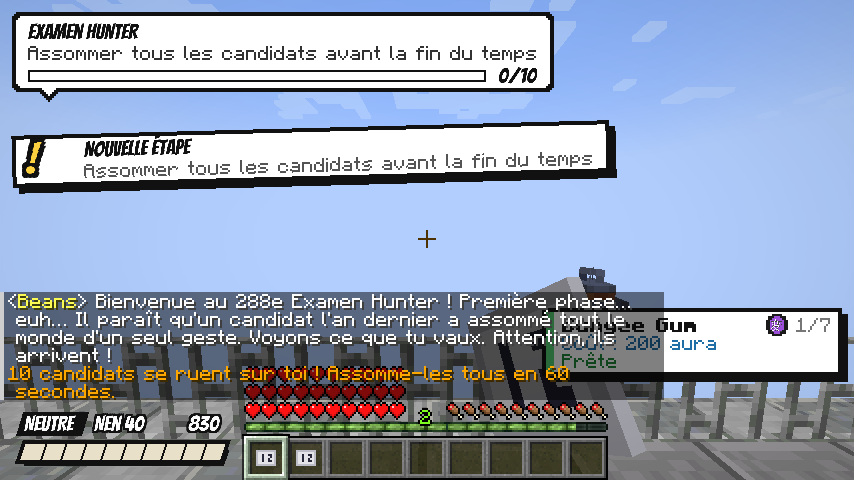 EXAMEN HUNTER
Assommer tous les candidats avant la fin du temps
0/10
NOUVELLE ÉTAPE
Assommer tous les candidats avant la fin du temps
<Beans> Bienvenue au 288e Examen Hunter ! Première phase...
euh... Il paraît qu'un candidat l'an dernier a assommé tout le
monde d'un seul geste. Voyons ce que tu vaux. Attention, ils
arrivent !
10 candidats se ruent sur toi ! Assomme-les tous en 60
secondes.
Gum
1/7
200 aura
Prête
NEUTRE
NEN 40
830
2
12
12